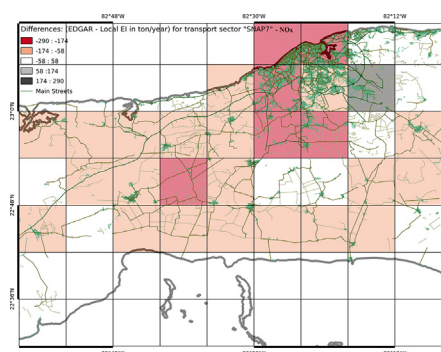 82°48'W 82°30'W 82°12'W
Differences: (EDGAR - Local EI in ton/year) for transport sector "SNAP7" - NOx
-290 : -174
-174 : -58
-58 : 58
58 :174
174 : 290
Main Streets
23°0'N
22°48'N
22°36'N